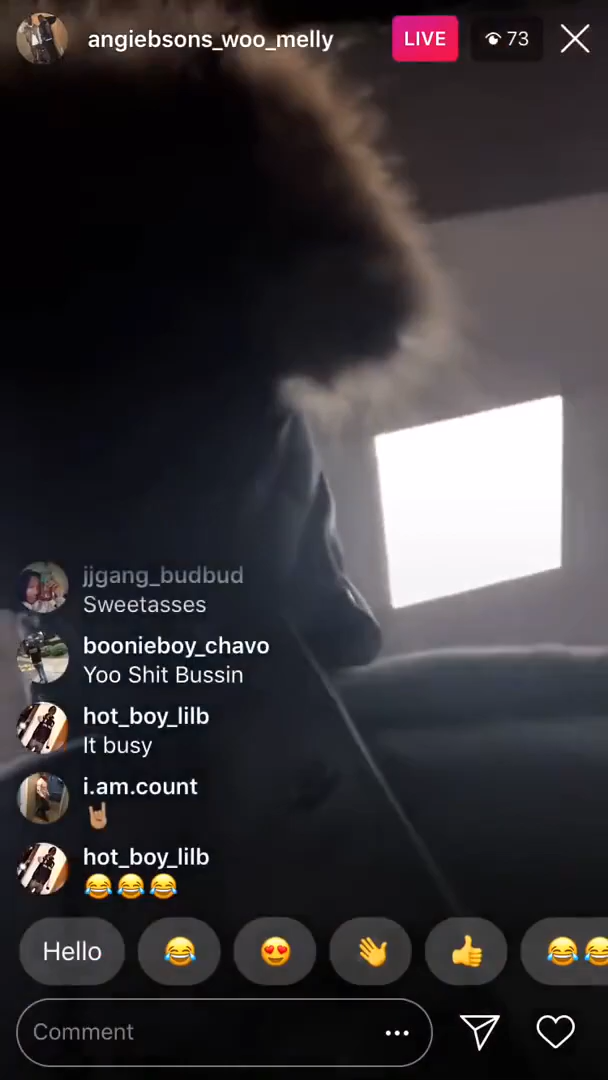 angiebsons_woo_melly LIVE 73
jjgang_budbud
Sweetasses
boonieboy_chavo
Yoo Shit Bussin
hot_boy_lilb
It busy
i.am.count
🤘🏽
hot_boy_lilb
😂😂😂
Hello 😂 😍 👋 👍 😂😂
Comment